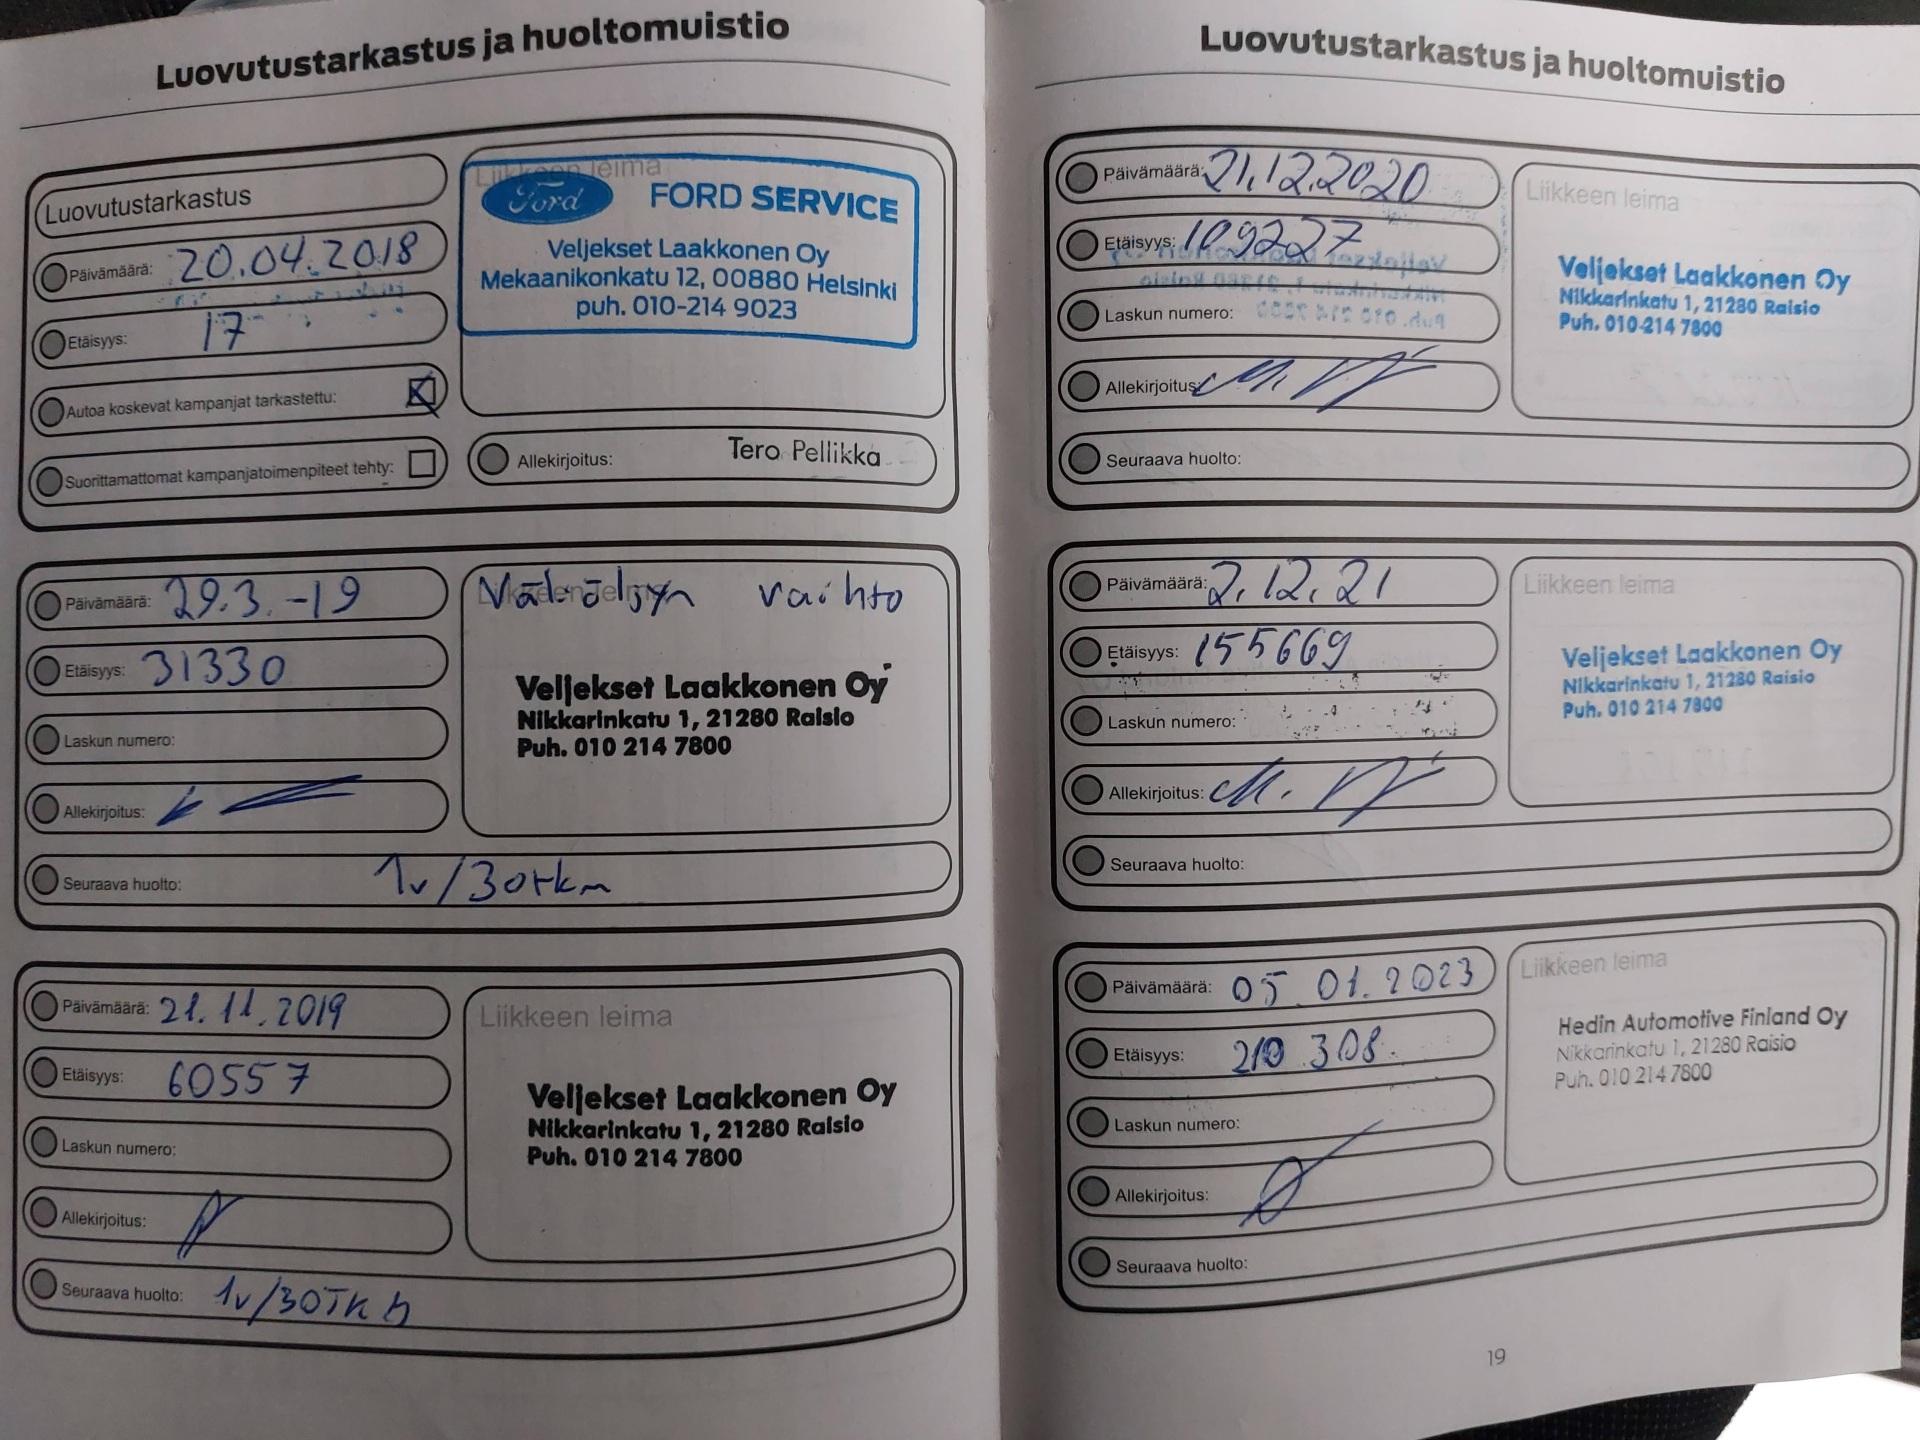 Luovutustarkastus ja huoltomuistio
Luovutustarkastus
Päivämäärä: 20.04.2018
Etäisyys: 17
Autoa koskevat kampanjat tarkastettu:
Suorittamattomat kampanjatoimenpiteet tehty:
Liikkeen leima
Ford FORD SERVICE
Veljekset Laakkonen Oy
Mekaanikonkatu 12, 00880 Helsinki
puh. 010-214 9023
Allekirjoitus: Tero Pellikka
Päivämäärä: 29.3.-19
Etäisyys: 31330
Laskun numero:
Allekirjoitus:
Liikkeen leima
Väliöljyn vaihto
Veljekset Laakkonen Oy
Nikkarinkatu 1, 21280 Raisio
Puh. 010 214 7800
Seuraava huolto: 1v/30tkm
Päivämäärä: 21.11.2019
Etäisyys: 60557
Laskun numero:
Allekirjoitus:
Liikkeen leima
Veljekset Laakkonen Oy
Nikkarinkatu 1, 21280 Raisio
Puh. 010 214 7800
Seuraava huolto: 1v/30TKM
Luovutustarkastus ja huoltomuistio
Päivämäärä: 21.12.2020
Etäisyys: 109227
Laskun numero:
Allekirjoitus:
Liikkeen leima
Veljekset Laakkonen Oy
Nikkarinkatu 1, 21280 Raisio
Puh. 010-214 7800
Seuraava huolto:
Päivämäärä: 2.12.21
Etäisyys: 155669
Laskun numero:
Allekirjoitus:
Liikkeen leima
Veljekset Laakkonen Oy
Nikkarinkatu 1, 21280 Raisio
Puh. 010 214 7800
Seuraava huolto:
Päivämäärä: 05.01.2023
Etäisyys: 210 308
Laskun numero:
Allekirjoitus:
Liikkeen leima
Hedin Automotive Finland Oy
Nikkarinkatu 1, 21280 Raisio
Puh. 010 214 7800
Seuraava huolto:
19